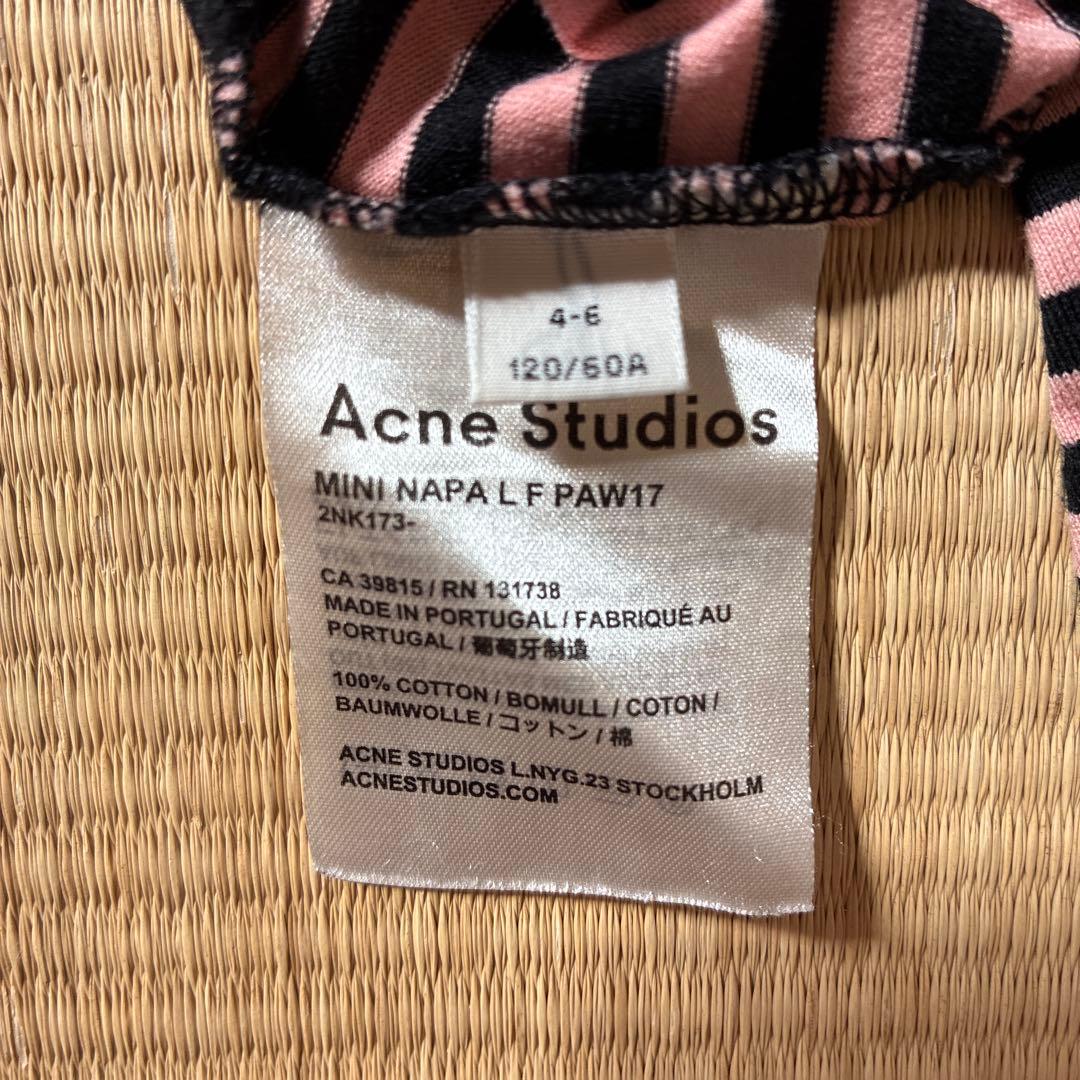 4-6
120/60A
Acne Studios
MINI NAPA L F PAW17
2NK173-
CA 39815 / RN 131738
MADE IN PORTUGAL / FABRIQUÉ AU
PORTUGAL / 葡萄牙制造
100% COTTON / BOMULL / COTON /
BAUMWOLLE / コットン / 棉
ACNE STUDIOS L.NYG.23 STOCKHOLM
ACNESTUDIOS.COM